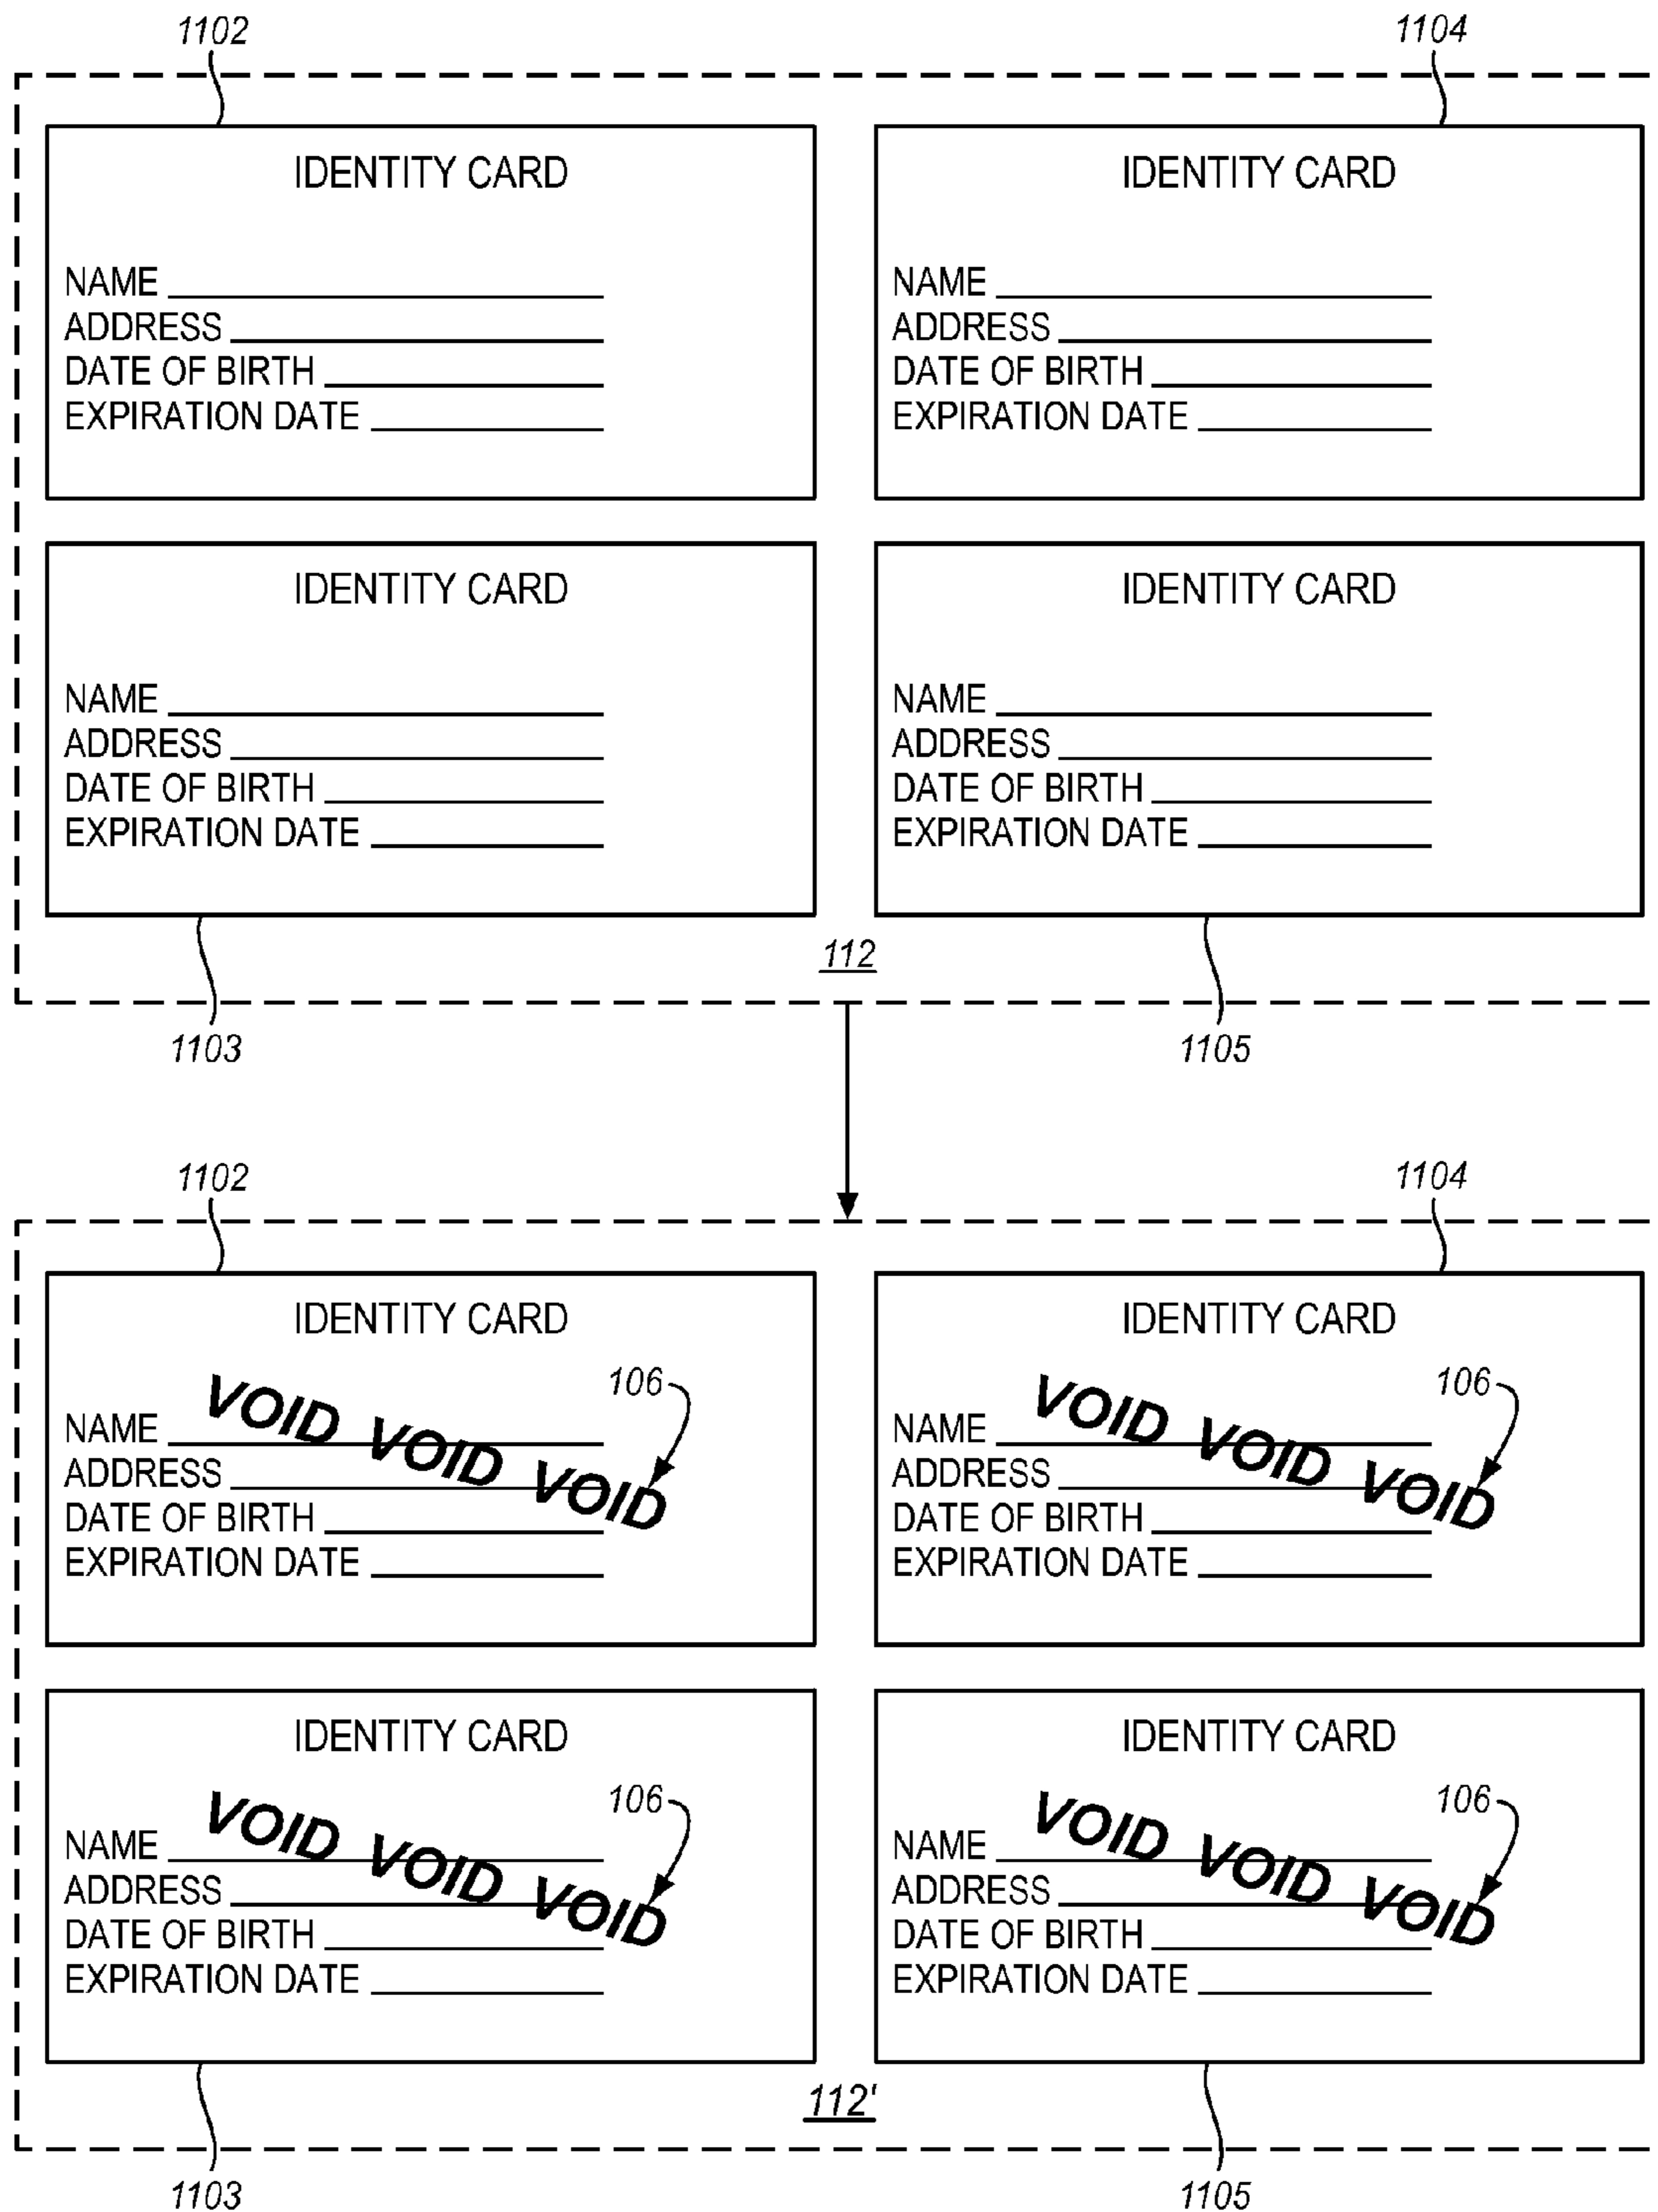 1102 1104
IDENTITY CARD
NAME
ADDRESS
DATE OF BIRTH
EXPIRATION DATE
IDENTITY CARD
NAME
ADDRESS
DATE OF BIRTH
EXPIRATION DATE
IDENTITY CARD
NAME
ADDRESS
DATE OF BIRTH
EXPIRATION DATE
IDENTITY CARD
NAME
ADDRESS
DATE OF BIRTH
EXPIRATION DATE
112
1103 1105
1102 1104
IDENTITY CARD
VOID VOID VOID
106
NAME
ADDRESS
DATE OF BIRTH
EXPIRATION DATE
IDENTITY CARD
VOID VOID VOID
106
NAME
ADDRESS
DATE OF BIRTH
EXPIRATION DATE
IDENTITY CARD
VOID VOID VOID
106
NAME
ADDRESS
DATE OF BIRTH
EXPIRATION DATE
IDENTITY CARD
VOID VOID VOID
106
NAME
ADDRESS
DATE OF BIRTH
EXPIRATION DATE
112'
1103 1105